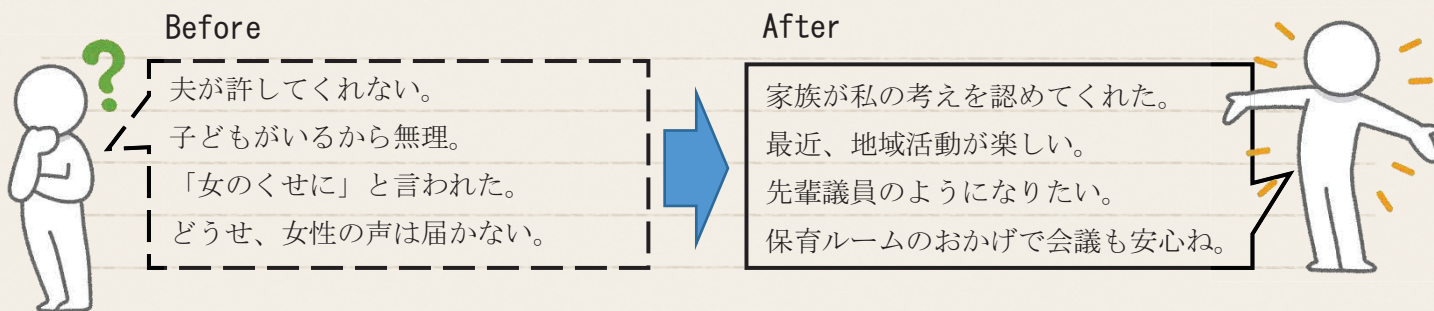 Before
夫が許してくれない。
子どもがいるから無理。
「女のくせに」と言われた。
どうせ、女性の声は届かない。
After
家族が私の考えを認めてくれた。
最近、地域活動が楽しい。
先輩議員のようになりたい。
保育ルームのおかげで会議も安心ね。